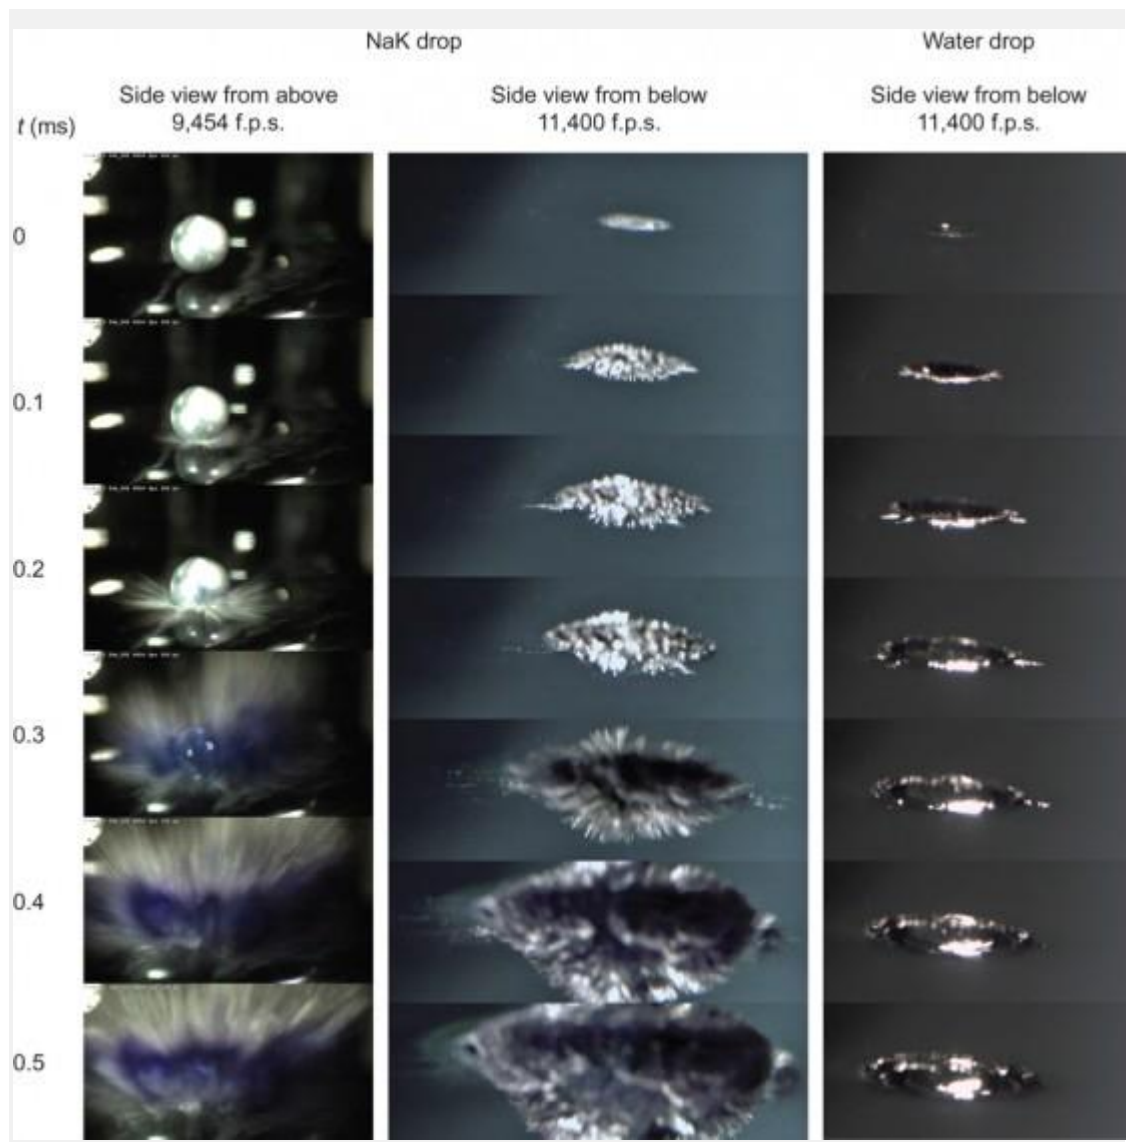 NaK drop
Water drop
Side view from above
9,454 f.p.s.
Side view from below
11,400 f.p.s.
Side view from below
11,400 f.p.s.
t (ms)
0
0.1
0.2
0.3
0.4
0.5